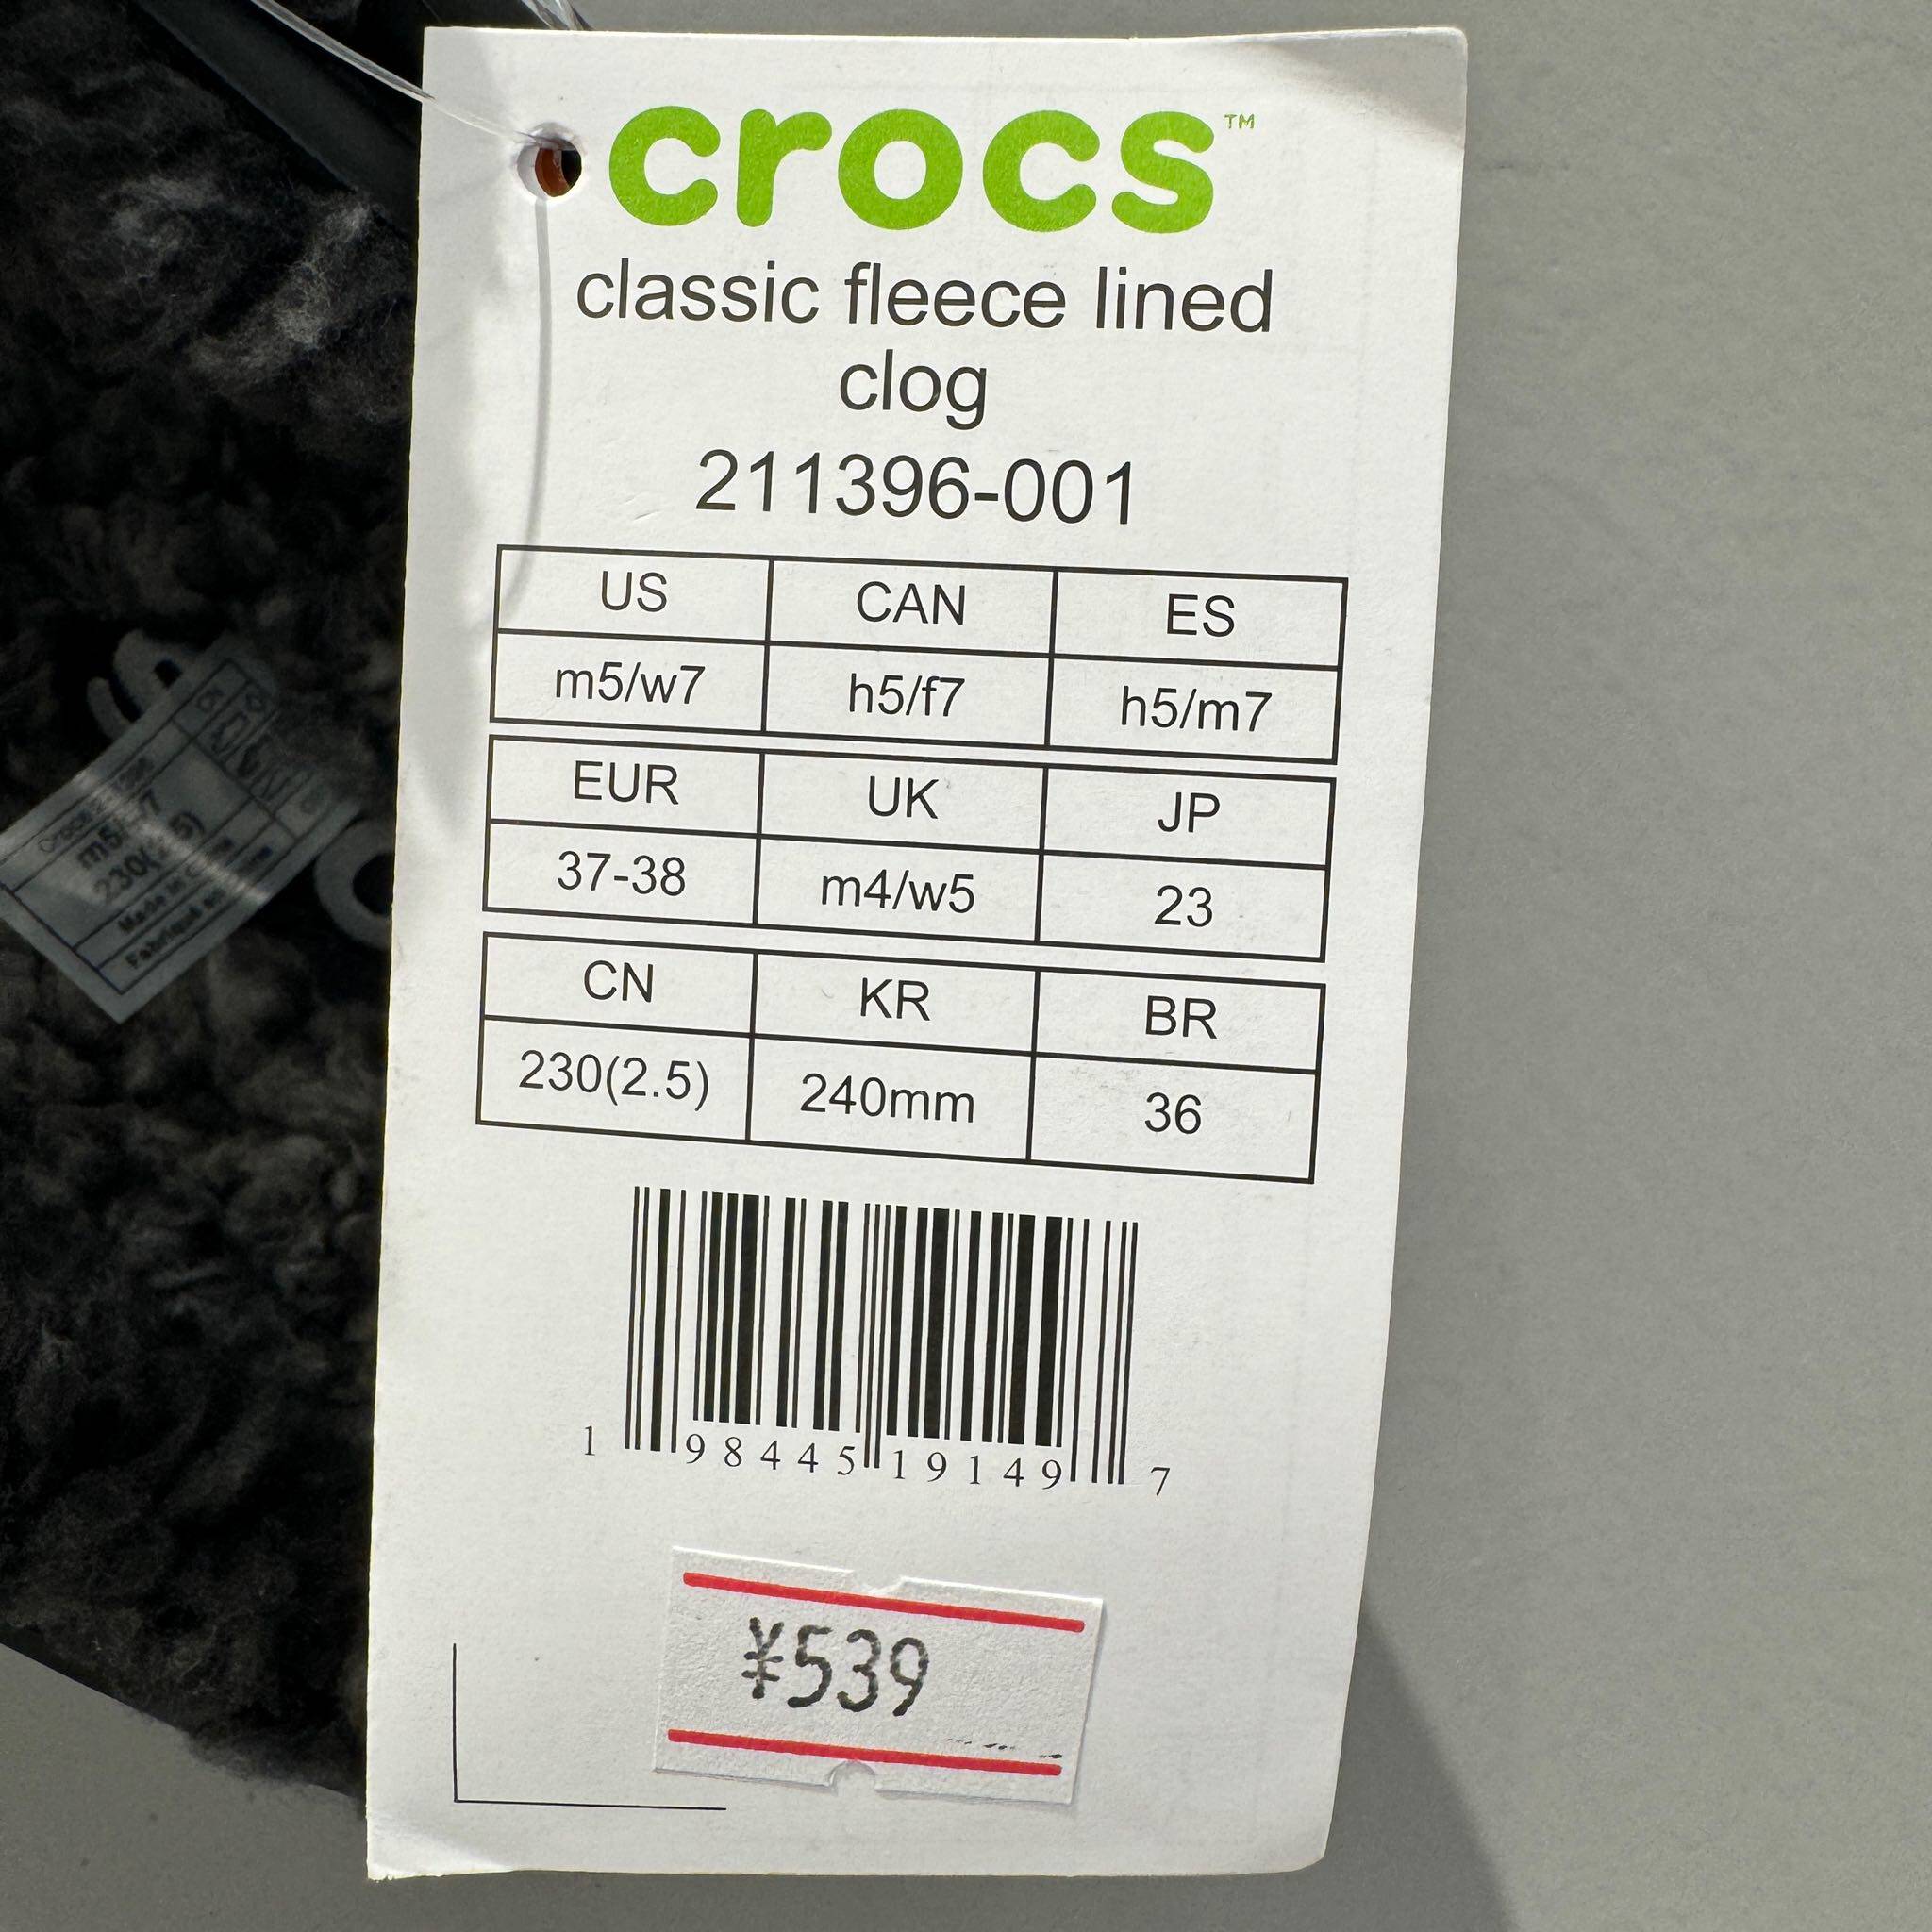 crocs™
classic fleece lined
clog
211396-001
US CAN ES
m5/w7 h5/f7 h5/m7
EUR UK JP
37-38 m4/w5 23
CN KR BR
230(2.5) 240mm 36
1 98445 19149 7
¥539